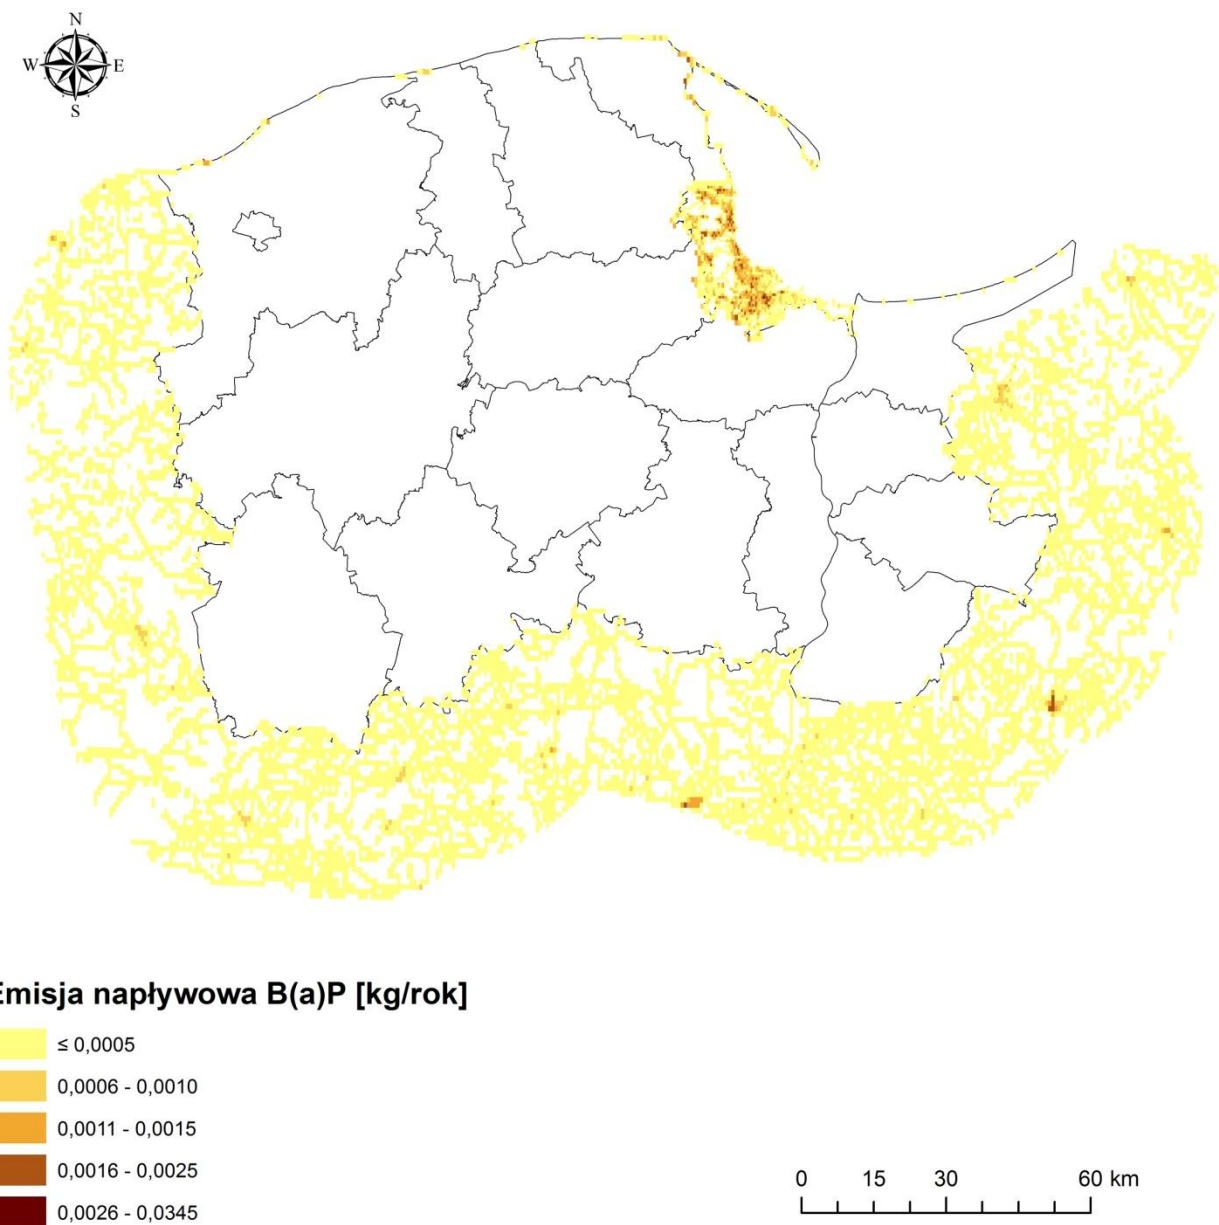 N
W E
S
Emisja napływowa B(a)P [kg/rok]
≤ 0,0005
0,0006 - 0,0010
0,0011 - 0,0015
0,0016 - 0,0025
0,0026 - 0,0345
0 15 30 60 km